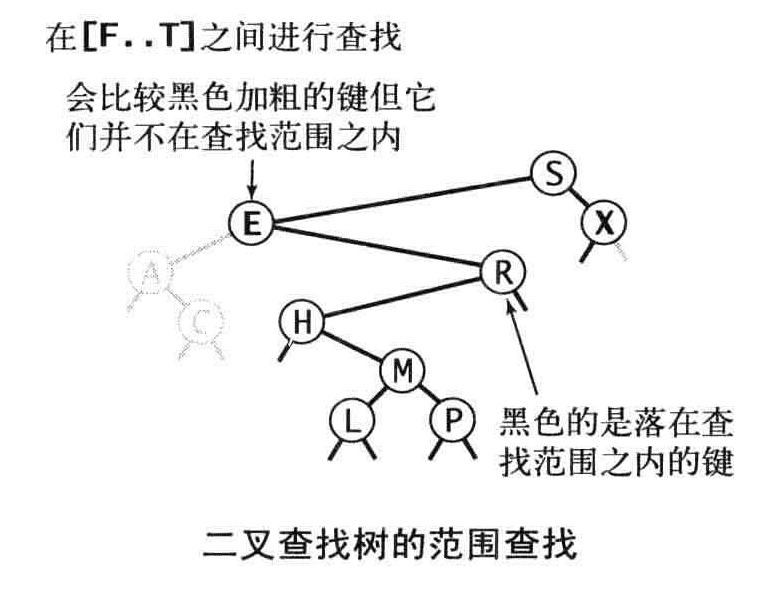 在[F..T]之间进行查找
会比较黑色加粗的键但它
们并不在查找范围之内
S
E
X
A
R
C
H
M
L
P
黑色的是落在查
找范围之内的键
二叉查找树的范围查找